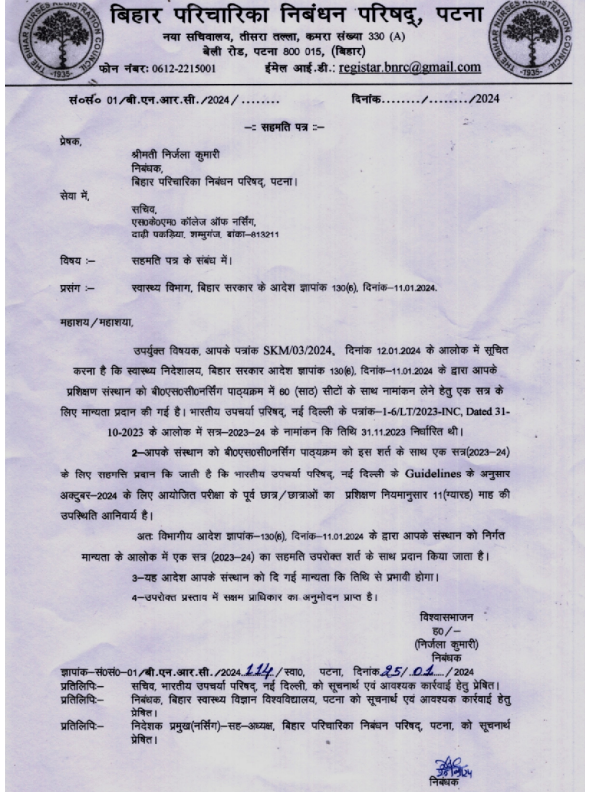 बिहार परिचारिका निबंधन परिषद्, पटना
नया सचिवालय, तीसरा तल्ला, कमरा संख्या 330 (A)
बेली रोड, पटना 800 015, (बिहार)
फोन नंबरः 0612-2215001 ईमेल आई.डी.: registar.bnrc@gmail.com
THE BIHAR NURSES REGISTRATION COUNCIL
-1935-
THE BIHAR NURSES REGISTRATION COUNCIL
-1935-
सं०सं० 01/बी.एन.आर.सी./2024/........ दिनांक......../......../2024
-:: सहमति पत्र ::-
प्रेषक,
श्रीमती निर्जला कुमारी
निबंधक,
बिहार परिचारिका निबंधन परिषद्, पटना।
सेवा में,
सचिव,
एस०के०एम० कॉलेज ऑफ नर्सिंग,
दाढ़ी पकड़िया, शम्भुगंज, बांका-813211
विषय :- सहमति पत्र के संबंध में।
प्रसंग :- स्वास्थ्य विभाग, बिहार सरकार के आदेश ज्ञापांक 130(6), दिनांक-11.01.2024.
महाशय/महाशया,
उपर्युक्त विषयक, आपके पत्रांक SKM/03/2024, दिनांक 12.01.2024 के आलोक में सूचित
करना है कि स्वास्थ्य निदेशालय, बिहार सरकार आदेश ज्ञापांक 130(6), दिनांक-11.01.2024 के द्वारा आपके
प्रशिक्षण संस्थान को बी०एस०सी०नर्सिंग पाठ्यक्रम में 60 (साठ) सीटों के साथ नामांकन लेने हेतु एक सत्र के
लिए मान्यता प्रदान की गई है। भारतीय उपचर्या परिषद, नई दिल्ली के पत्रांक-1-6/LT/2023-INC, Dated 31-
10-2023 के आलोक में सत्र-2023-24 के नामांकन कि तिथि 31.11.2023 निर्धारित थी।
2-आपके संस्थान को बी०एस०सी०नर्सिंग पाठ्यक्रम को इस शर्त के साथ एक सत्र(2023-24)
के लिए सहमत्ति प्रदान कि जाती है कि भारतीय उपचर्या परिषद, नई दिल्ली के Guidelines के अनुसार
अक्टुबर-2024 के लिए आयोजित परीक्षा के पूर्व छात्र/छात्राओं का प्रशिक्षण नियमानुसार 11(ग्यारह) माह की
उपस्थिति आनिवार्य है।
अतः विभागीय आदेश ज्ञापांक-130(6), दिनांक-11.01.2024 के द्वारा आपके संस्थान को निर्गत
मान्यता के आलोक में एक सत्र (2023-24) का सहमति उपरोक्त शर्त के साथ प्रदान किया जाता है।
3-यह आदेश आपके संस्थान को दि गई मान्यता कि तिथि से प्रभावी होगा।
4-उपरोक्त प्रस्ताव में सक्षम प्राधिकार का अनुमोदन प्राप्त है।
विश्वासभाजन
ह०/-
(निर्जला कुमारी)
निबंधक
ज्ञापांक-सं०सं०-01/बी.एन.आर.सी./2024.114/स्वा०, पटना, दिनांक 25/01/2024
प्रतिलिपिः- सचिव, भारतीय उपचर्या परिषद्, नई दिल्ली, को सूचनार्थ एवं आवश्यक कार्रवाई हेतु प्रेषित।
प्रतिलिपिः- निबंधक, बिहार स्वास्थ्य विज्ञान विश्वविद्यालय, पटना को सूचनार्थ एवं आवश्यक कार्रवाई हेतु
प्रेषित।
प्रतिलिपिः- निदेशक प्रमुख(नर्सिंग)-सह-अध्यक्ष, बिहार परिचारिका निबंधन परिषद्, पटना, को सूचनार्थ
प्रेषित।
निबंधक